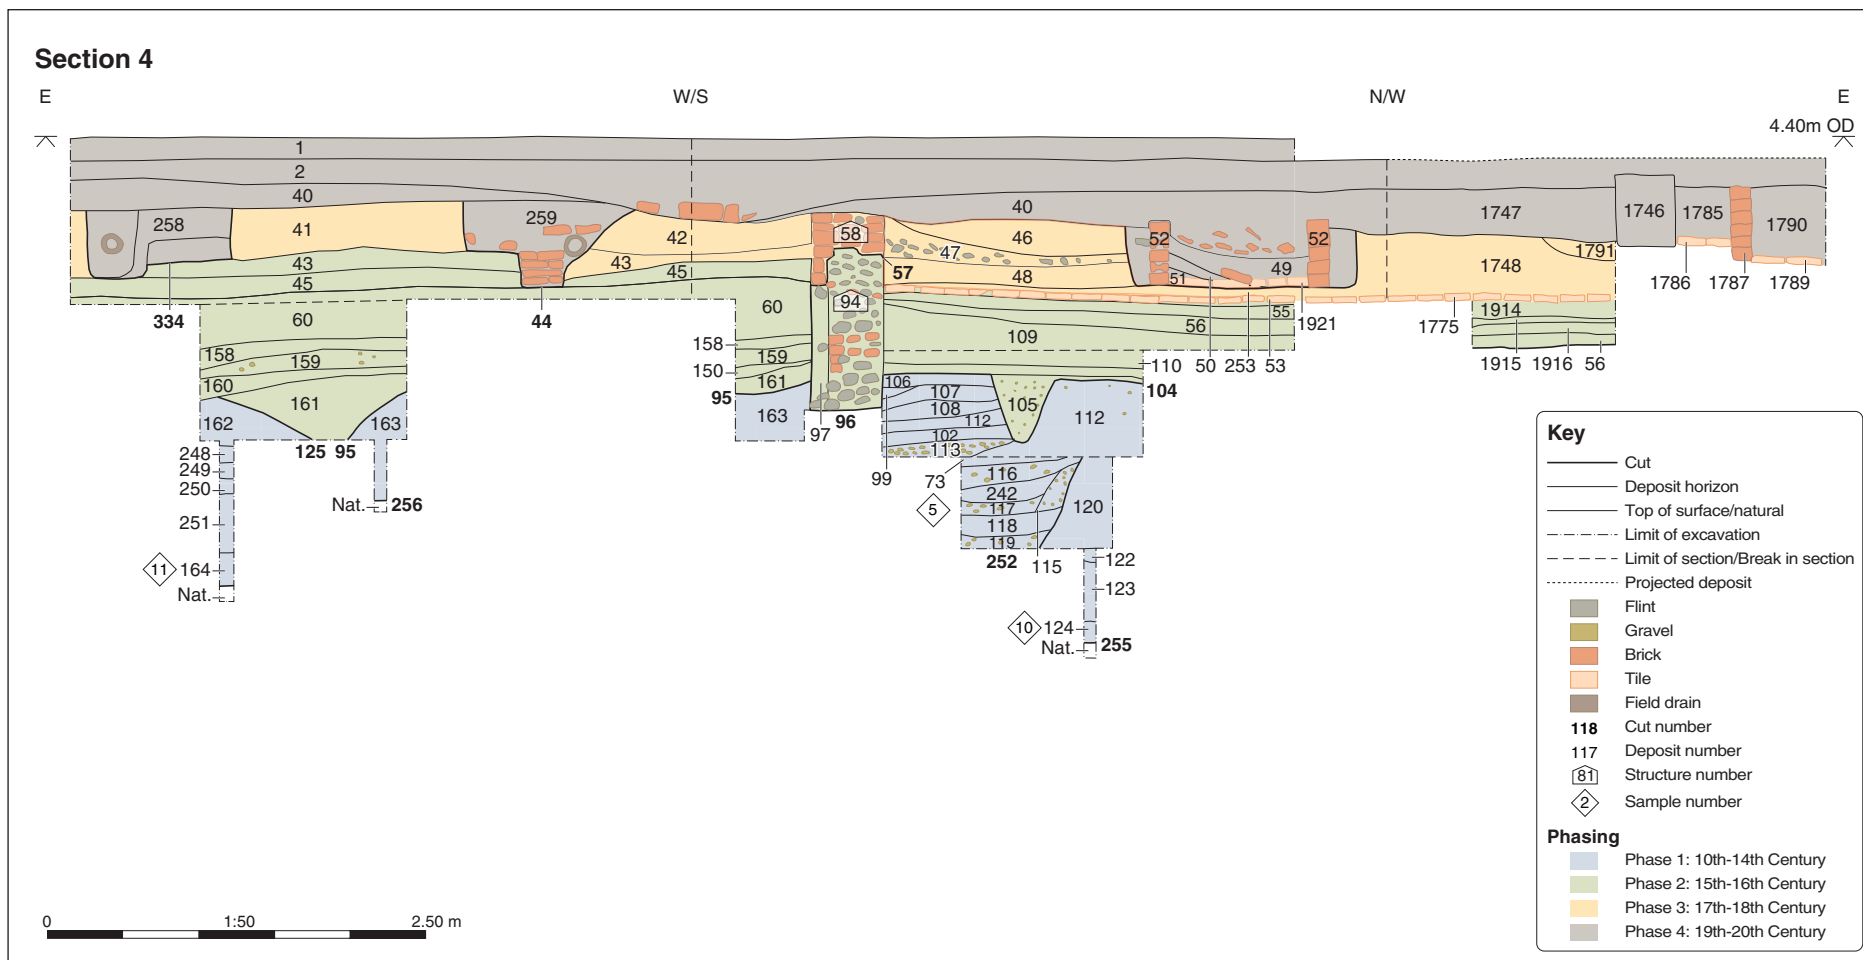 Section 4
E W/S N/W E
4.40m OD
1
2
40 40 1747 1746 1785 1790
258 41 259 42 58 47 46 52 52
43 43 45 57 48 51 49 1748 1791
45 94 1786 1787 1789
334 60 44 60 109 56 55 1921 1775 1914
158 159 158 159 110 50 253 53 1915 1916 56
160 161 150 161 95 106 107 105 112 104
162 163 163 97 96 108 112
125 95 102 113
248
249
250
251
11 164
Nat.
Nat. 256
99 73
5
116
242
117
118
119
120
252 115 122
123
10 124
Nat. 255
Key
Cut
Deposit horizon
Top of surface/natural
Limit of excavation
Limit of section/Break in section
Projected deposit
Flint
Gravel
Brick
Tile
Field drain
118 Cut number
117 Deposit number
81 Structure number
2 Sample number
Phasing
Phase 1: 10th-14th Century
Phase 2: 15th-16th Century
Phase 3: 17th-18th Century
Phase 4: 19th-20th Century
0 1:50 2.50 m